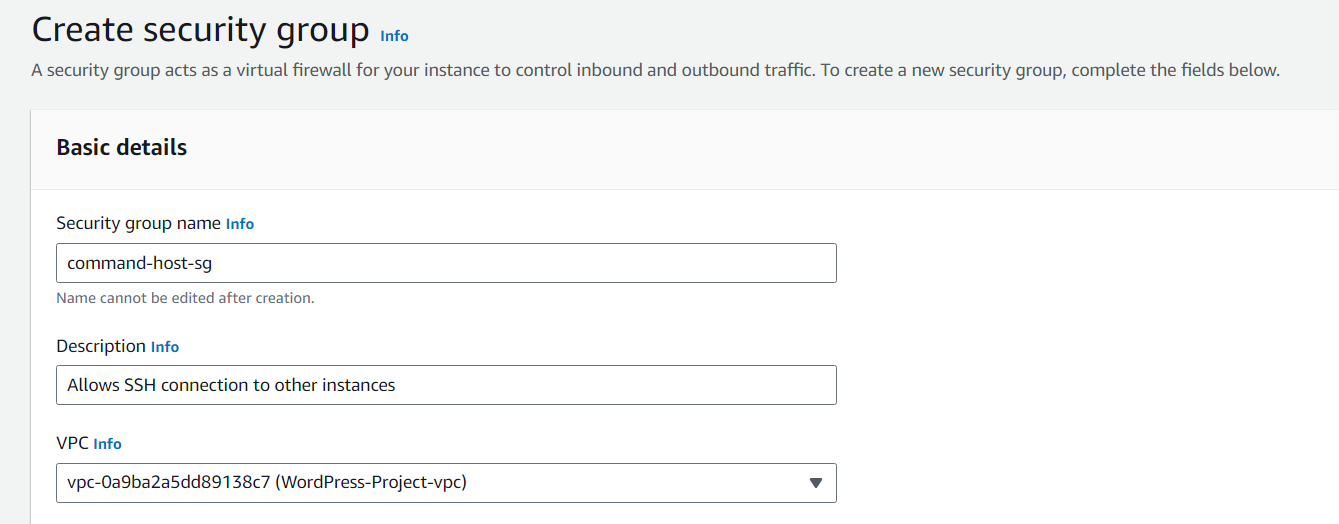 Create security group Info
A security group acts as a virtual firewall for your instance to control inbound and outbound traffic. To create a new security group, complete the fields below.
Basic details
Security group name Info
command-host-sg
Name cannot be edited after creation.
Description Info
Allows SSH connection to other instances
VPC Info
vpc-0a9ba2a5dd89138c7 (WordPress-Project-vpc)